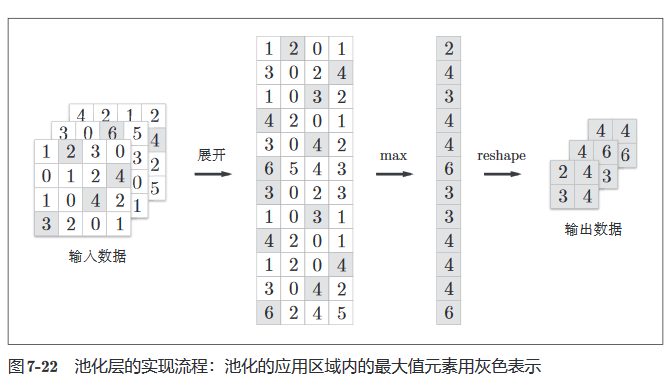 1 2 0 1
3 0 2 4
1 0 3 2
4 2 0 1
3 0 4 2
6 5 4 3
3 0 2 3
1 0 3 1
4 2 0 1
1 2 0 4
3 0 4 2
6 2 4 5
2
4
3
4
4
6
3
3
4
4
4
6
4 2 1 2
3 0 6 5 4
1 2 3 0 3 2
0 1 2 4 0 5
1 0 4 2 1
3 2 0 1
输入数据
展开
max
reshape
4 4
4 6 6
2 4 3
3 4
输出数据
图7-22 池化层的实现流程：池化的应用区域内的最大值元素用灰色表示